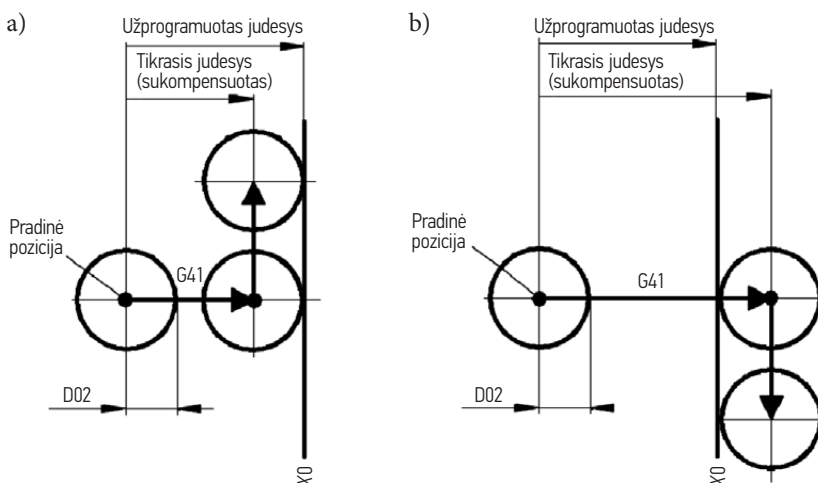 a)
Užprogramuotas judesys
Tikrasis judesys
(sukompensuotas)
Pradinė
pozicija
G41
D02
X0
b)
Užprogramuotas judesys
Tikrasis judesys
(sukompensuotas)
Pradinė
pozicija
G41
D02
X0